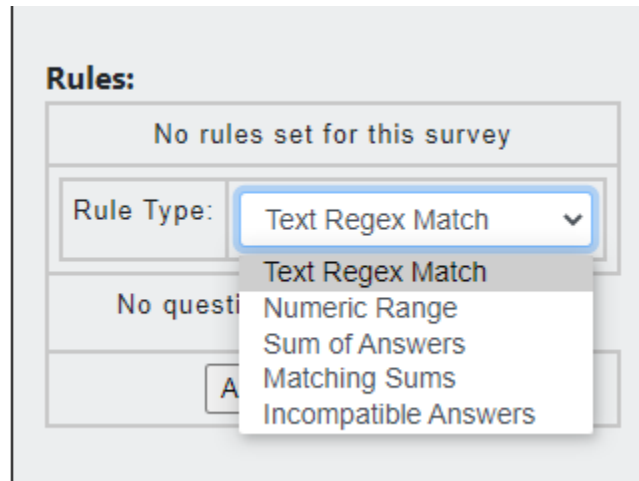 Rules:
No rules set for this survey
Rule Type:
Text Regex Match
Text Regex Match
Numeric Range
Sum of Answers
Matching Sums
Incompatible Answers
No
A